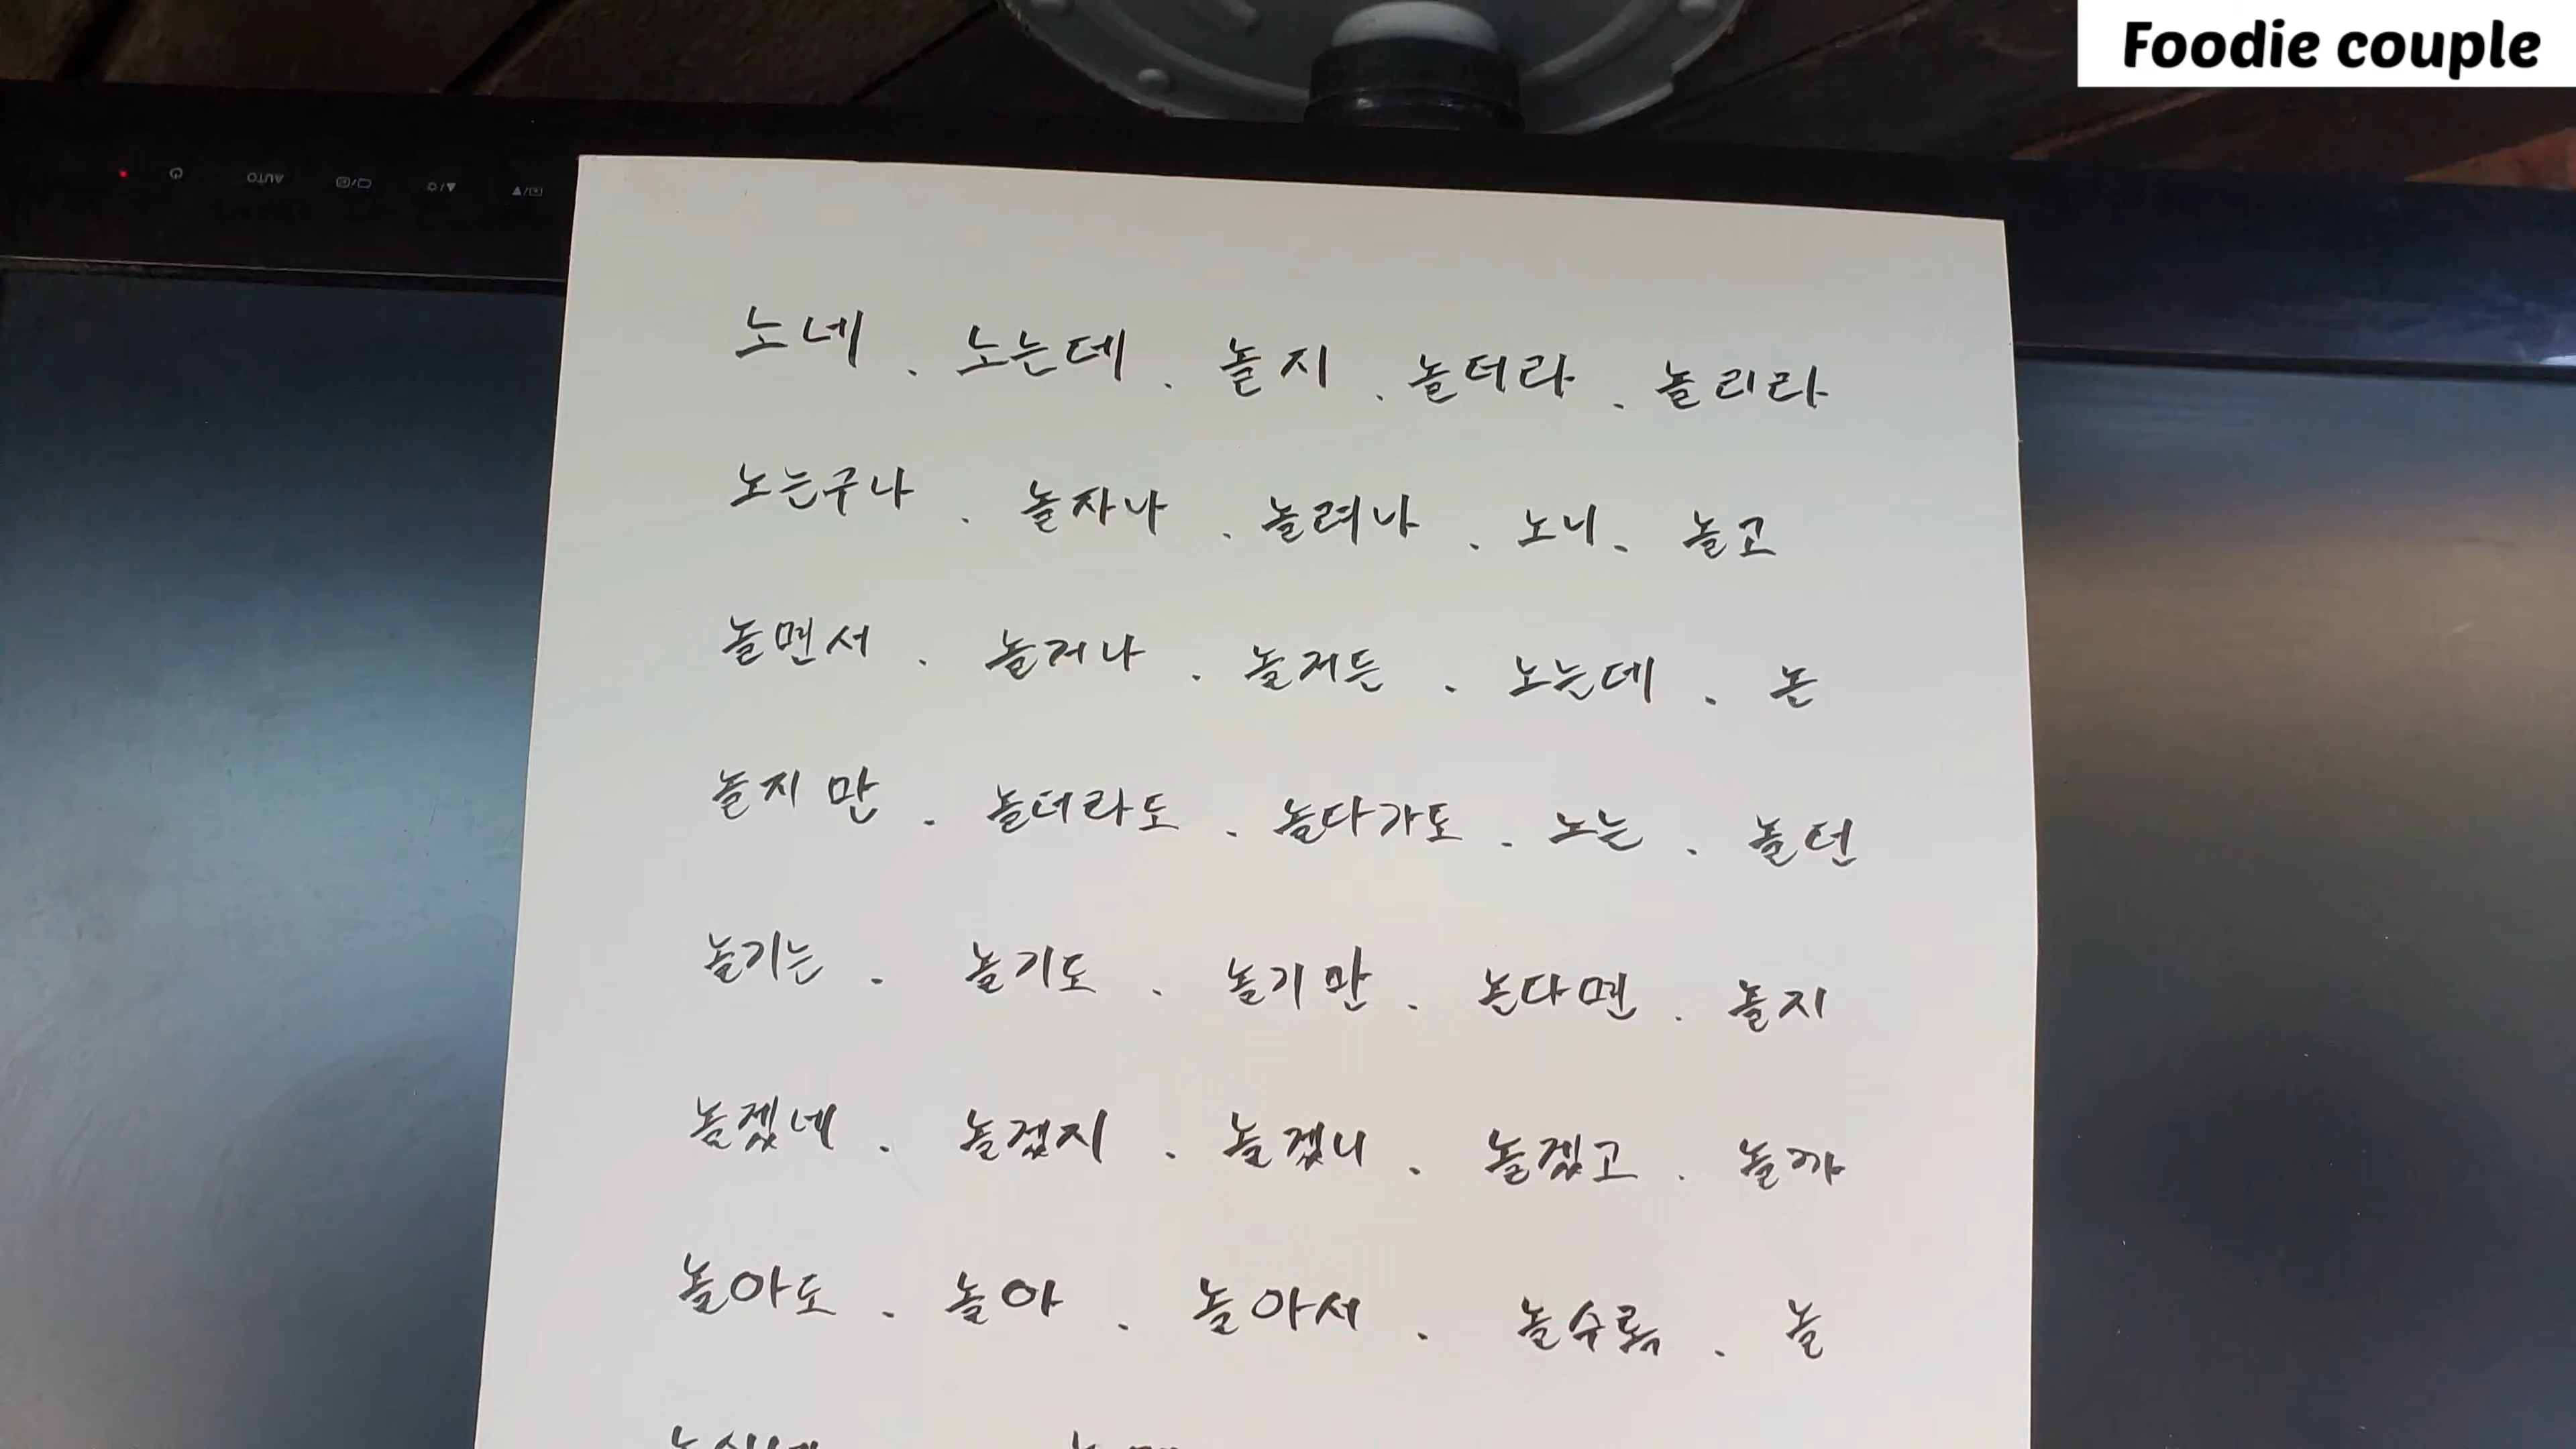 Foodie couple
AUTO
노네 . 노는데 . 놀지 . 놀더라 . 놀리라
노는구나 . 놀자나 . 놀려나 . 노니 . 놀고
놀면서 . 놀거나 . 놀거든 . 노는데 . 논
놀지만 . 놀더라도 . 놀다가도 . 노는 . 놀던
놀기는 . 놀기도 . 놀기만 . 논다면 . 놀지
놀겠네 . 놀겠지 . 놀겠니 . 놀겠고 . 놀까
놀아도 . 놀아 . 놀아서 . 놀수록 . 놀